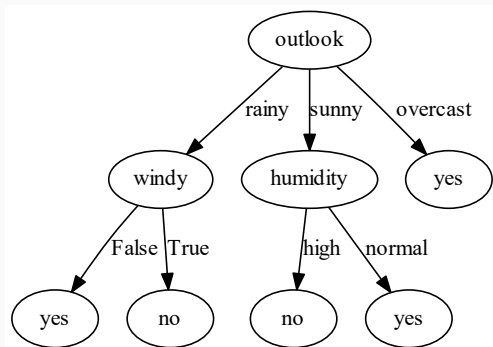 outlook
rainy sunny overcast
windy humidity yes
False True high normal
yes no no yes